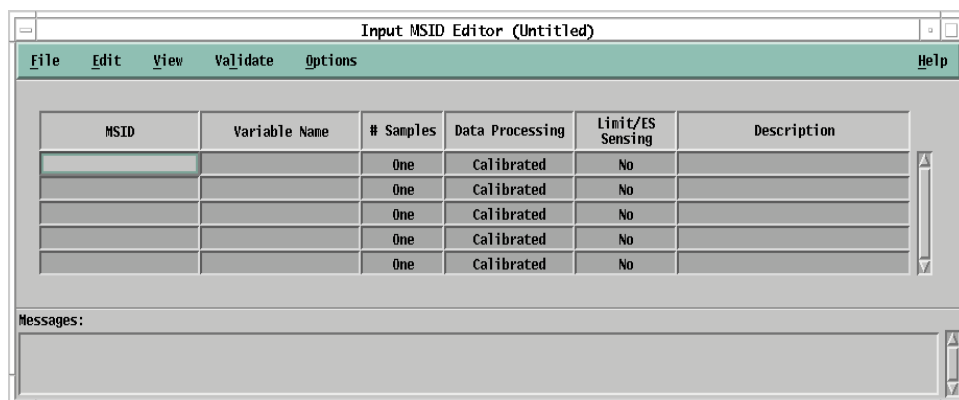 Input MSID Editor (Untitled)
File Edit View Validate Options Help
MSID Variable Name # Samples Data Processing Limit/ES Sensing Description
One Calibrated No
One Calibrated No
One Calibrated No
One Calibrated No
One Calibrated No
Messages: